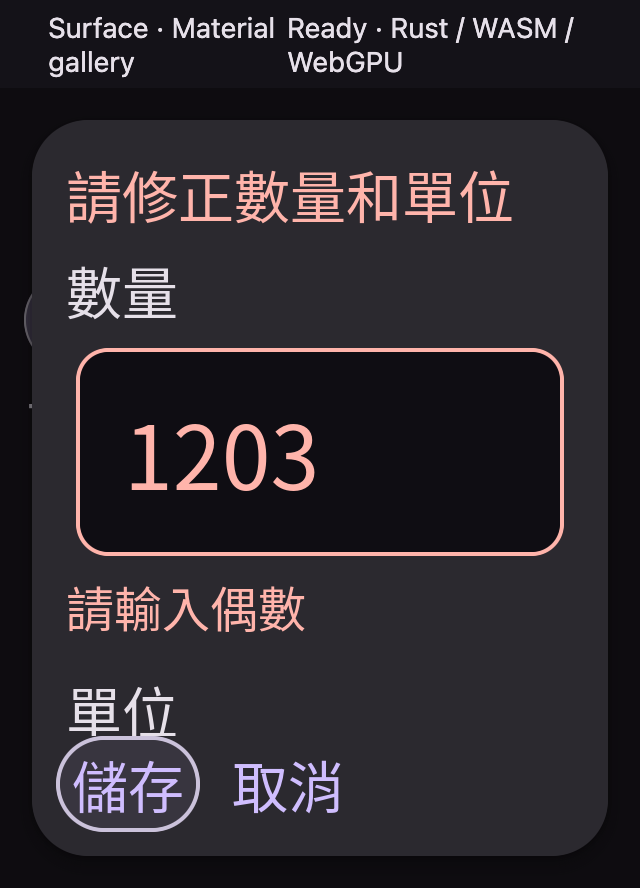 Surface · Material gallery
Ready · Rust / WASM / WebGPU
請修正數量和單位
數量
1203
請輸入偶數
單位
儲存
取消